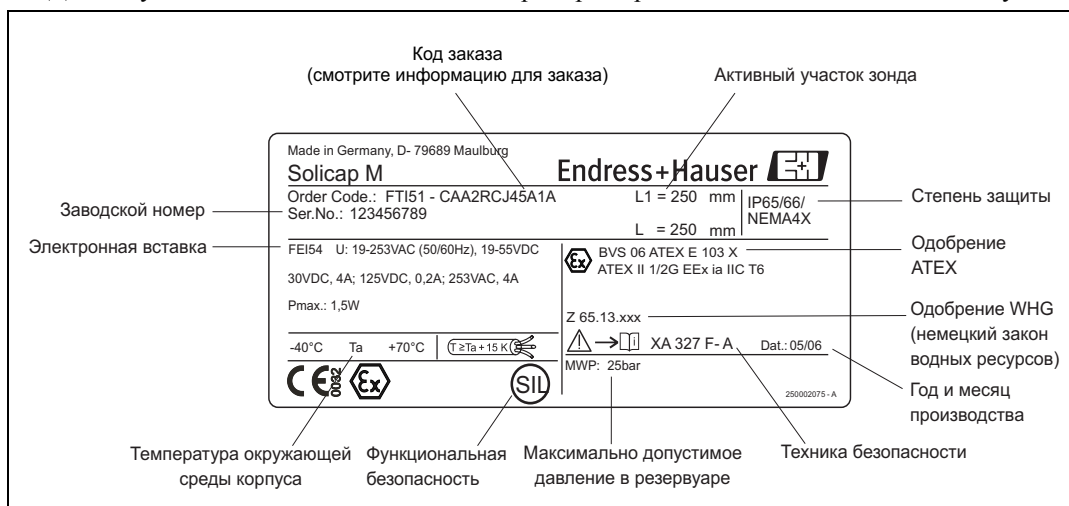 Код заказа
(смотрите информацию для заказа)
Активный участок зонда
Made in Germany, D- 79689 Maulburg
Solicap M
Endress+Hauser
Order Code.: FTI51 - CAA2RCJ45A1A
L1 = 250 mm
IP65/66/
NEMA4X
Степень защиты
Заводской номер
Ser.No.: 123456789
L = 250 mm
Электронная вставка
FEI54 U: 19-253VAC (50/60Hz), 19-55VDC
Ex
BVS 06 ATEX E 103 X
ATEX II 1/2G EEx ia IIC T6
Одобрение
ATEX
30VDC, 4A; 125VDC, 0,2A; 253VAC, 4A
Pmax.: 1,5W
Z 65.13.xxx
Одобрение WHG
(немецкий закон
водных ресурсов)
-40°C Ta +70°C
T ≥Ta + 15 K
i
XA 327 F- A
Dat.: 05/06
MWP: 25bar
CE 0032
Ex
SIL
250002075 - A
Год и месяц
производства
Температура окружающей
среды корпуса
Функциональная
безопасность
Максимально допустимое
давление в резервуаре
Техника безопасности